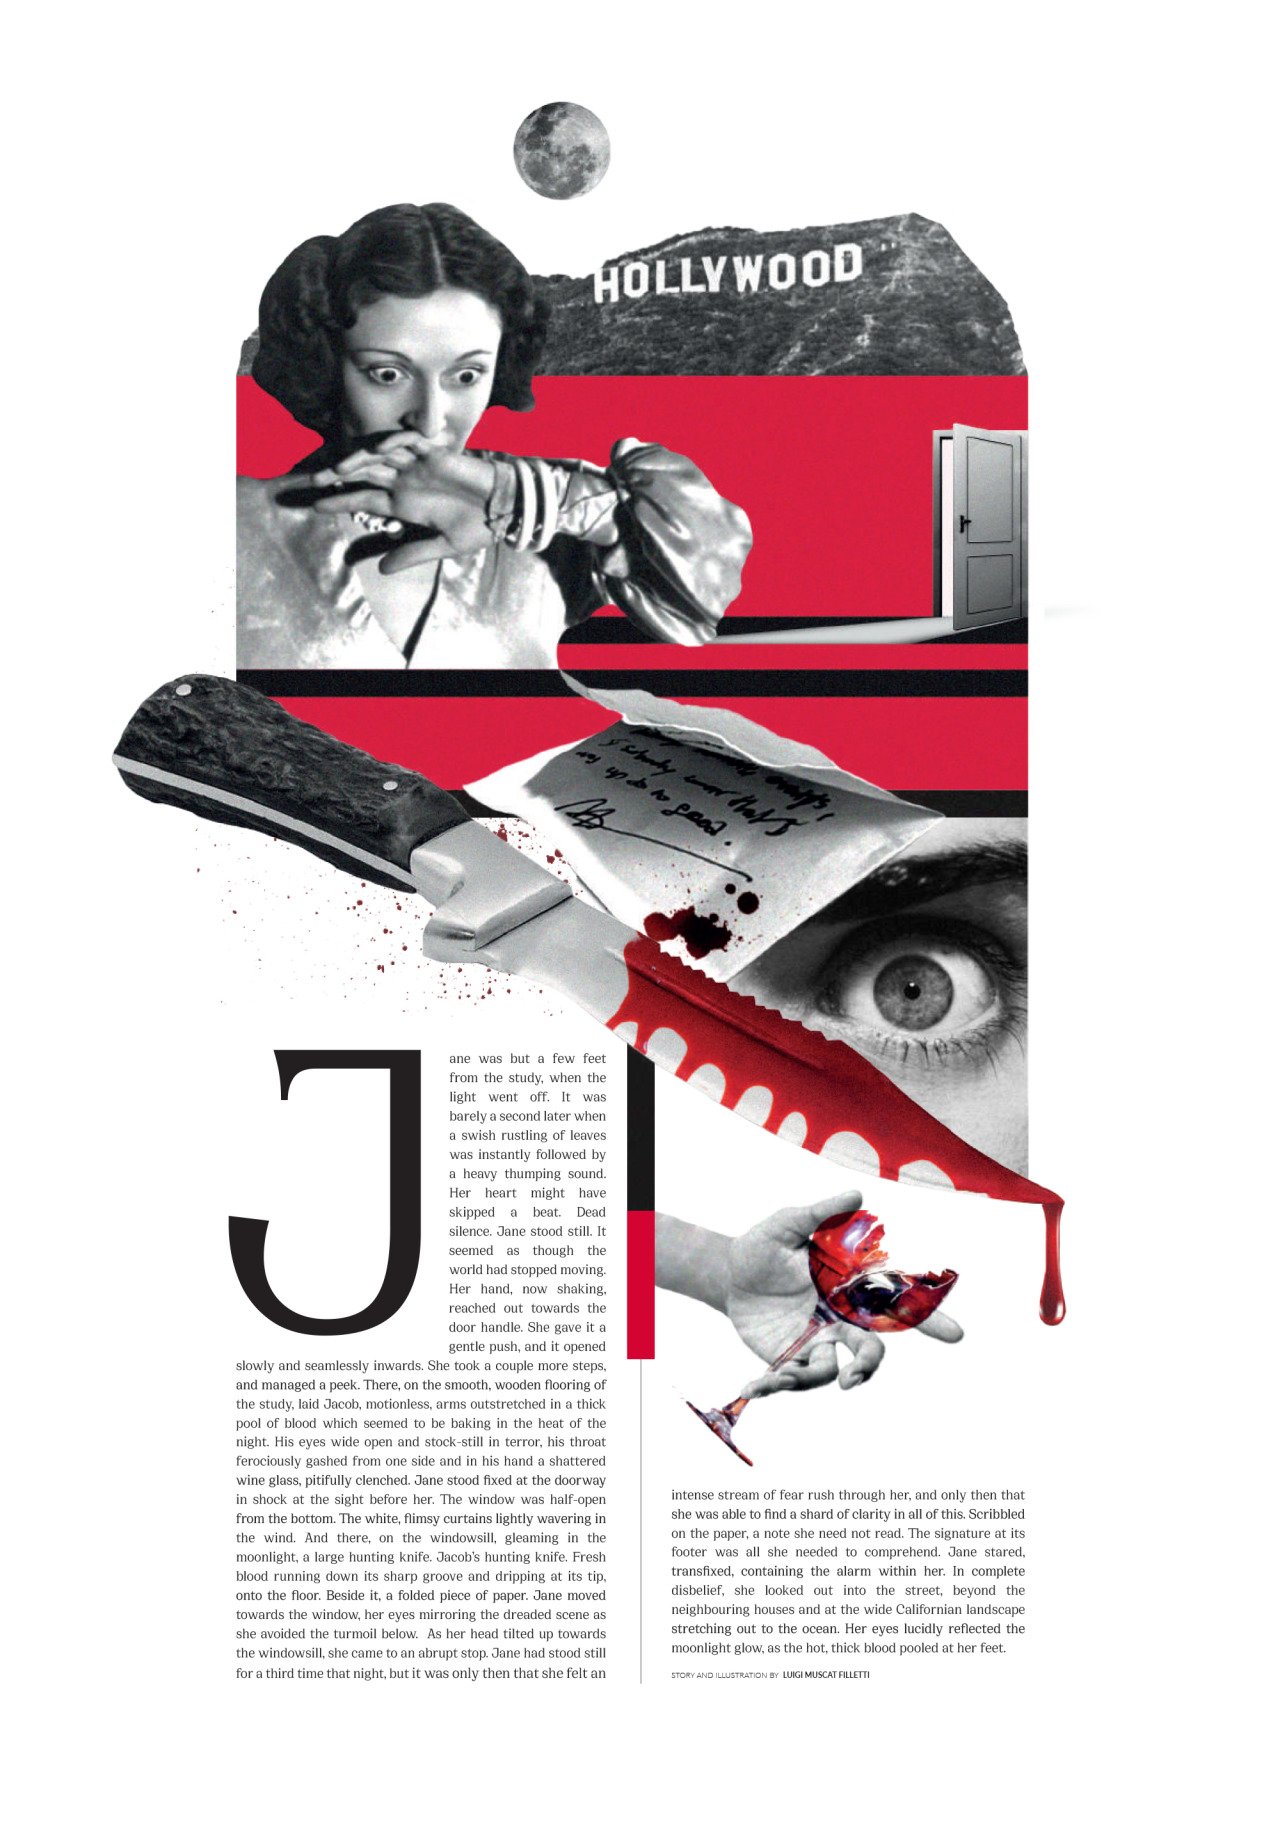 HOLLYWOOD
was up do to good.
Jane was but a few feet
from the study, when the
light went off. It was
barely a second later when
a swish rustling of leaves
was instantly followed by
a heavy thumping sound.
Her heart might have
skipped a beat. Dead
silence. Jane stood still. It
seemed as though the
world had stopped moving.
Her hand, now shaking,
reached out towards the
door handle. She gave it a
gentle push, and it opened
slowly and seamlessly inwards. She took a couple more steps,
and managed a peek. There, on the smooth, wooden flooring of
the study, laid Jacob, motionless, arms outstretched in a thick
pool of blood which seemed to be baking in the heat of the
night. His eyes wide open and stock-still in terror, his throat
ferociously gashed from one side and in his hand a shattered
wine glass, pitifully clenched. Jane stood fixed at the doorway
in shock at the sight before her. The window was half-open
from the bottom. The white, flimsy curtains lightly wavering in
the wind. And there, on the windowsill, gleaming in the
moonlight, a large hunting knife. Jacob's hunting knife. Fresh
blood running down its sharp groove and dripping at its tip,
onto the floor. Beside it, a folded piece of paper. Jane moved
towards the window, her eyes mirroring the dreaded scene as
she avoided the turmoil below. As her head tilted up towards
the windowsill, she came to an abrupt stop. Jane had stood still
for a third time that night, but it was only then that she felt an
intense stream of fear rush through her, and only then that
she was able to find a shard of clarity in all of this. Scribbled
on the paper, a note she need not read. The signature at its
footer was all she needed to comprehend. Jane stared,
transfixed, containing the alarm within her. In complete
disbelief, she looked out into the street, beyond the
neighbouring houses and at the wide Californian landscape
stretching out to the ocean. Her eyes lucidly reflected the
moonlight glow, as the hot, thick blood pooled at her feet.
STORY AND ILLUSTRATION BY LUIGI MUSCAT FILLETTI